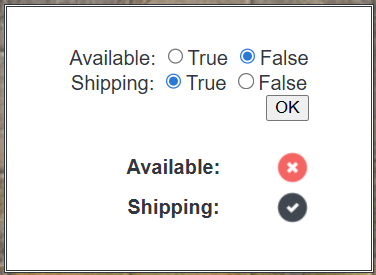 Available: True False
Shipping: True False
OK
Available:
Shipping: